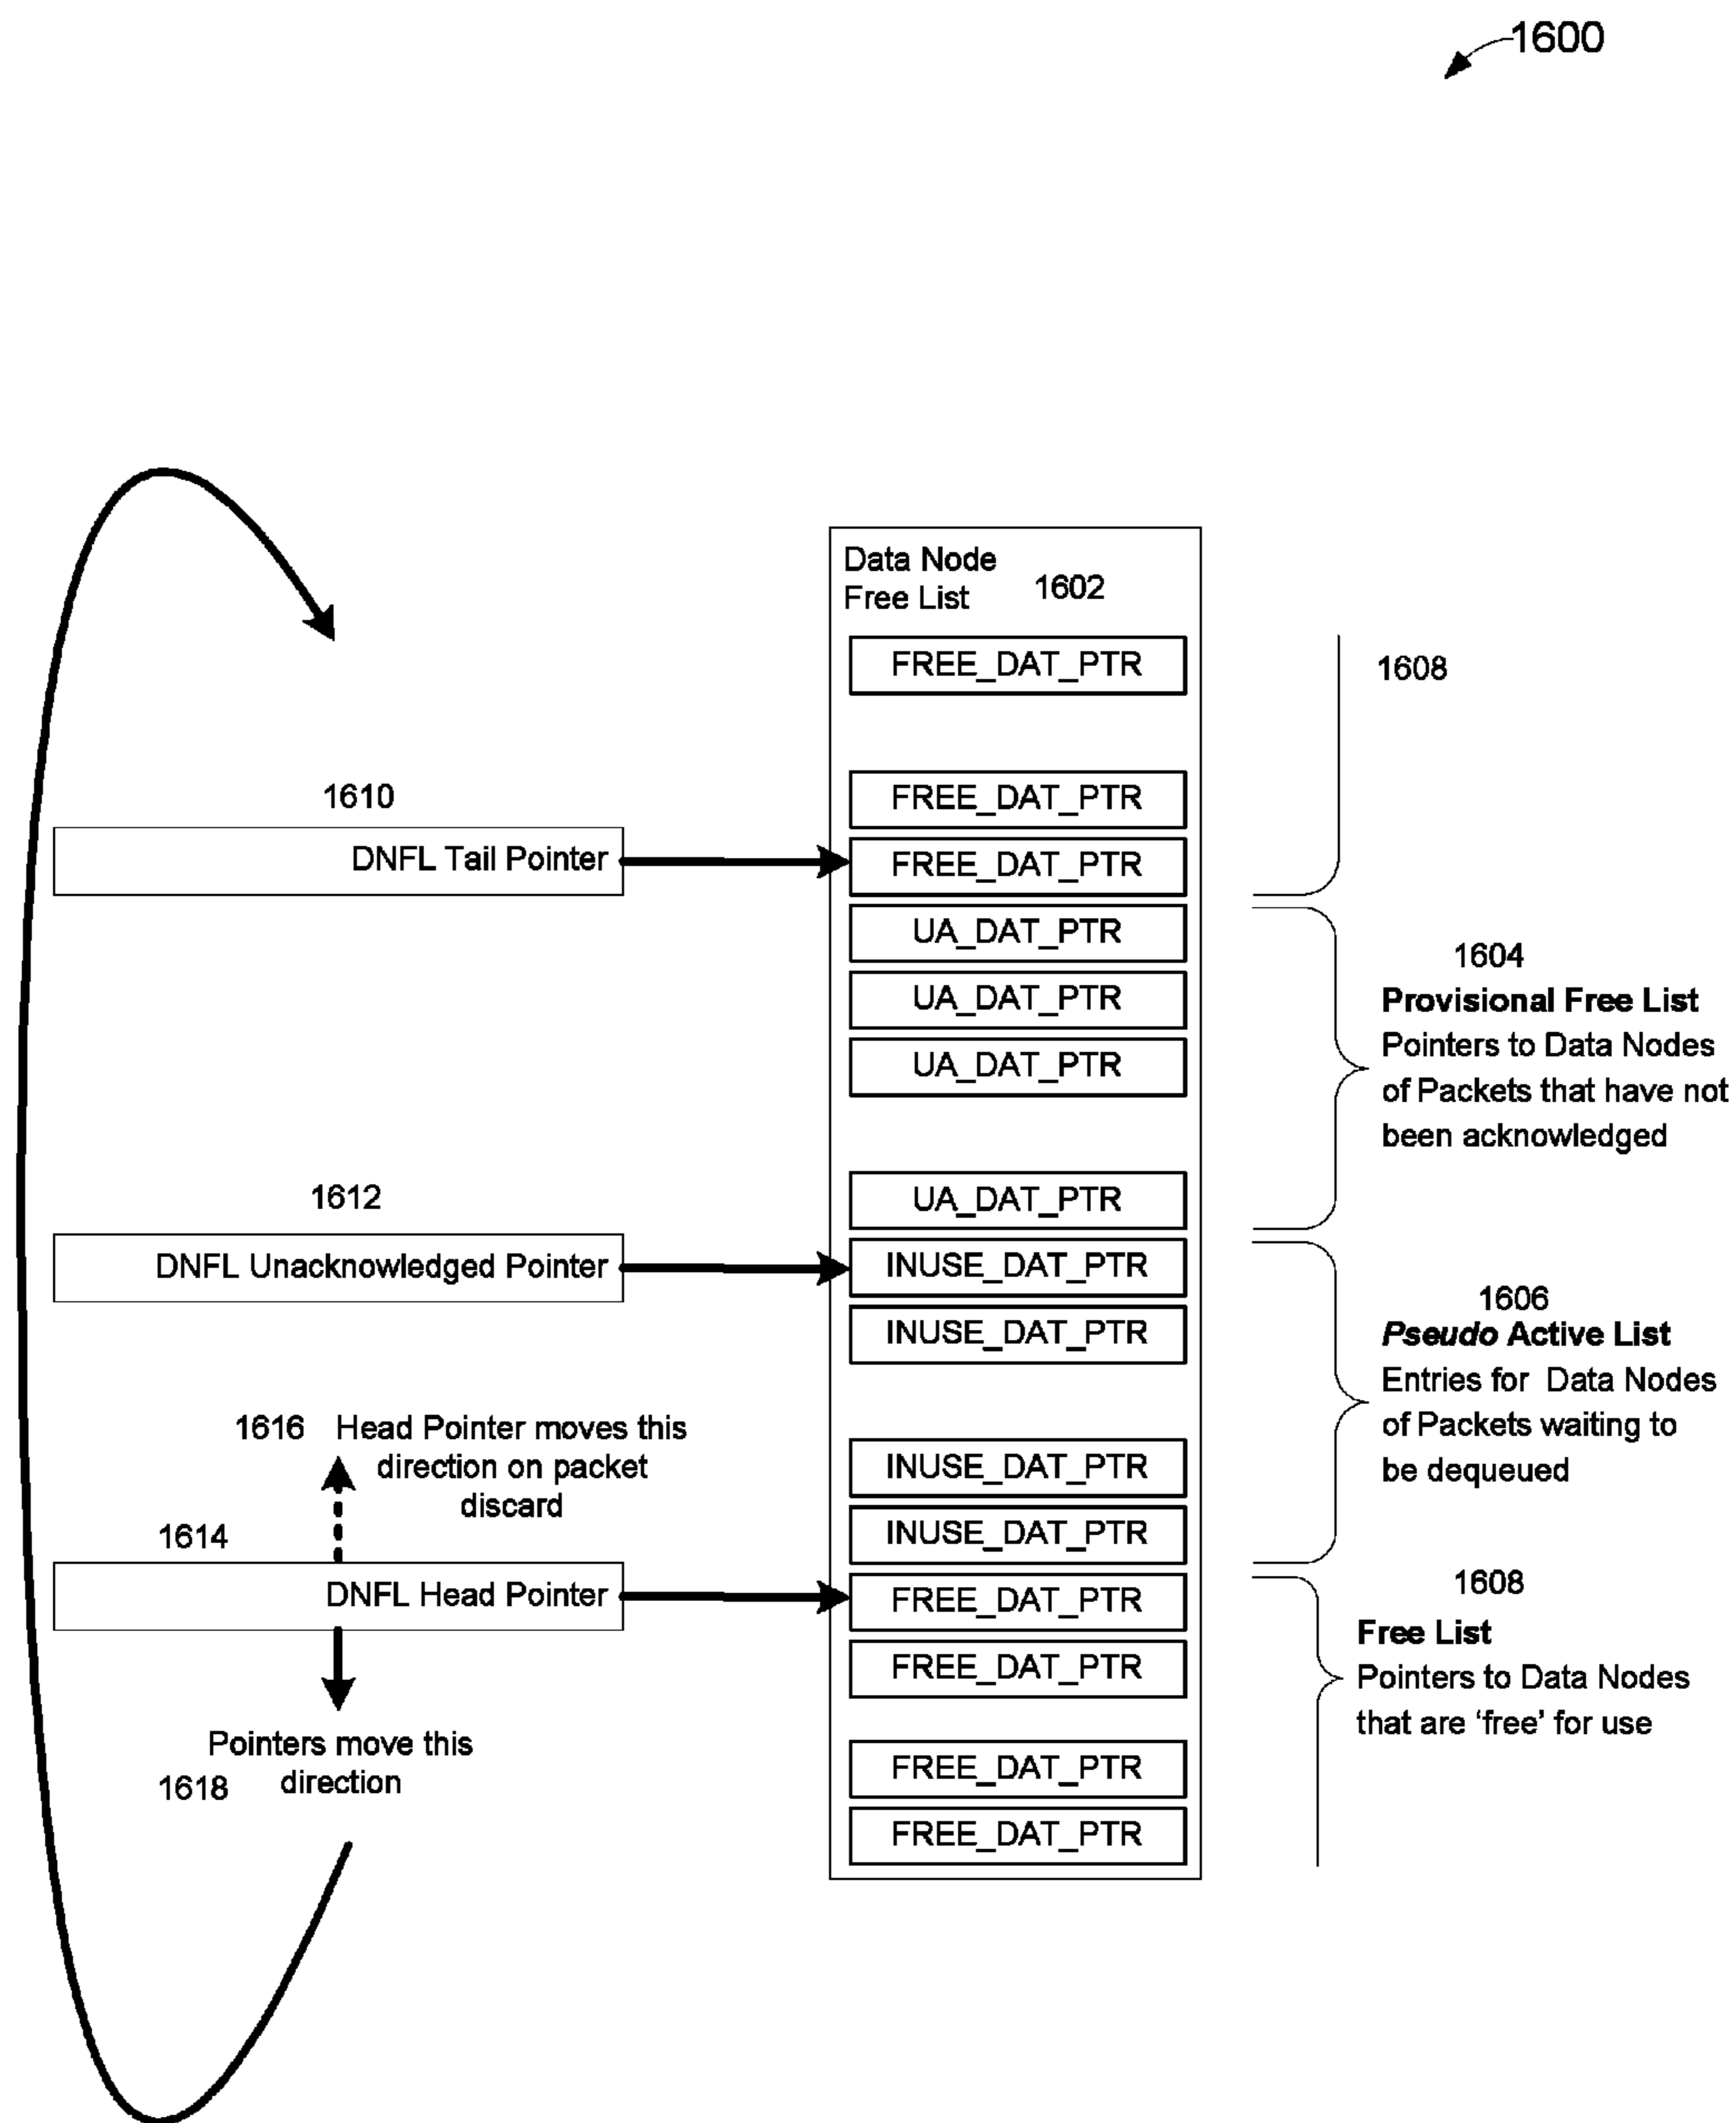 1600
Data Node
Free List 1602
FREE_DAT_PTR
1608
1610
FREE_DAT_PTR
DNFL Tail Pointer
FREE_DAT_PTR
UA_DAT_PTR
UA_DAT_PTR
UA_DAT_PTR
1604
Provisional Free List
Pointers to Data Nodes
of Packets that have not
been acknowledged
1612
UA_DAT_PTR
DNFL Unacknowledged Pointer
INUSE_DAT_PTR
INUSE_DAT_PTR
1606
Pseudo Active List
Entries for Data Nodes
of Packets waiting to
be dequeued
1616 Head Pointer moves this
direction on packet
discard
INUSE_DAT_PTR
INUSE_DAT_PTR
1614
DNFL Head Pointer
FREE_DAT_PTR
FREE_DAT_PTR
1608
Free List
Pointers to Data Nodes
that are ‘free’ for use
Pointers move this
1618 direction
FREE_DAT_PTR
FREE_DAT_PTR